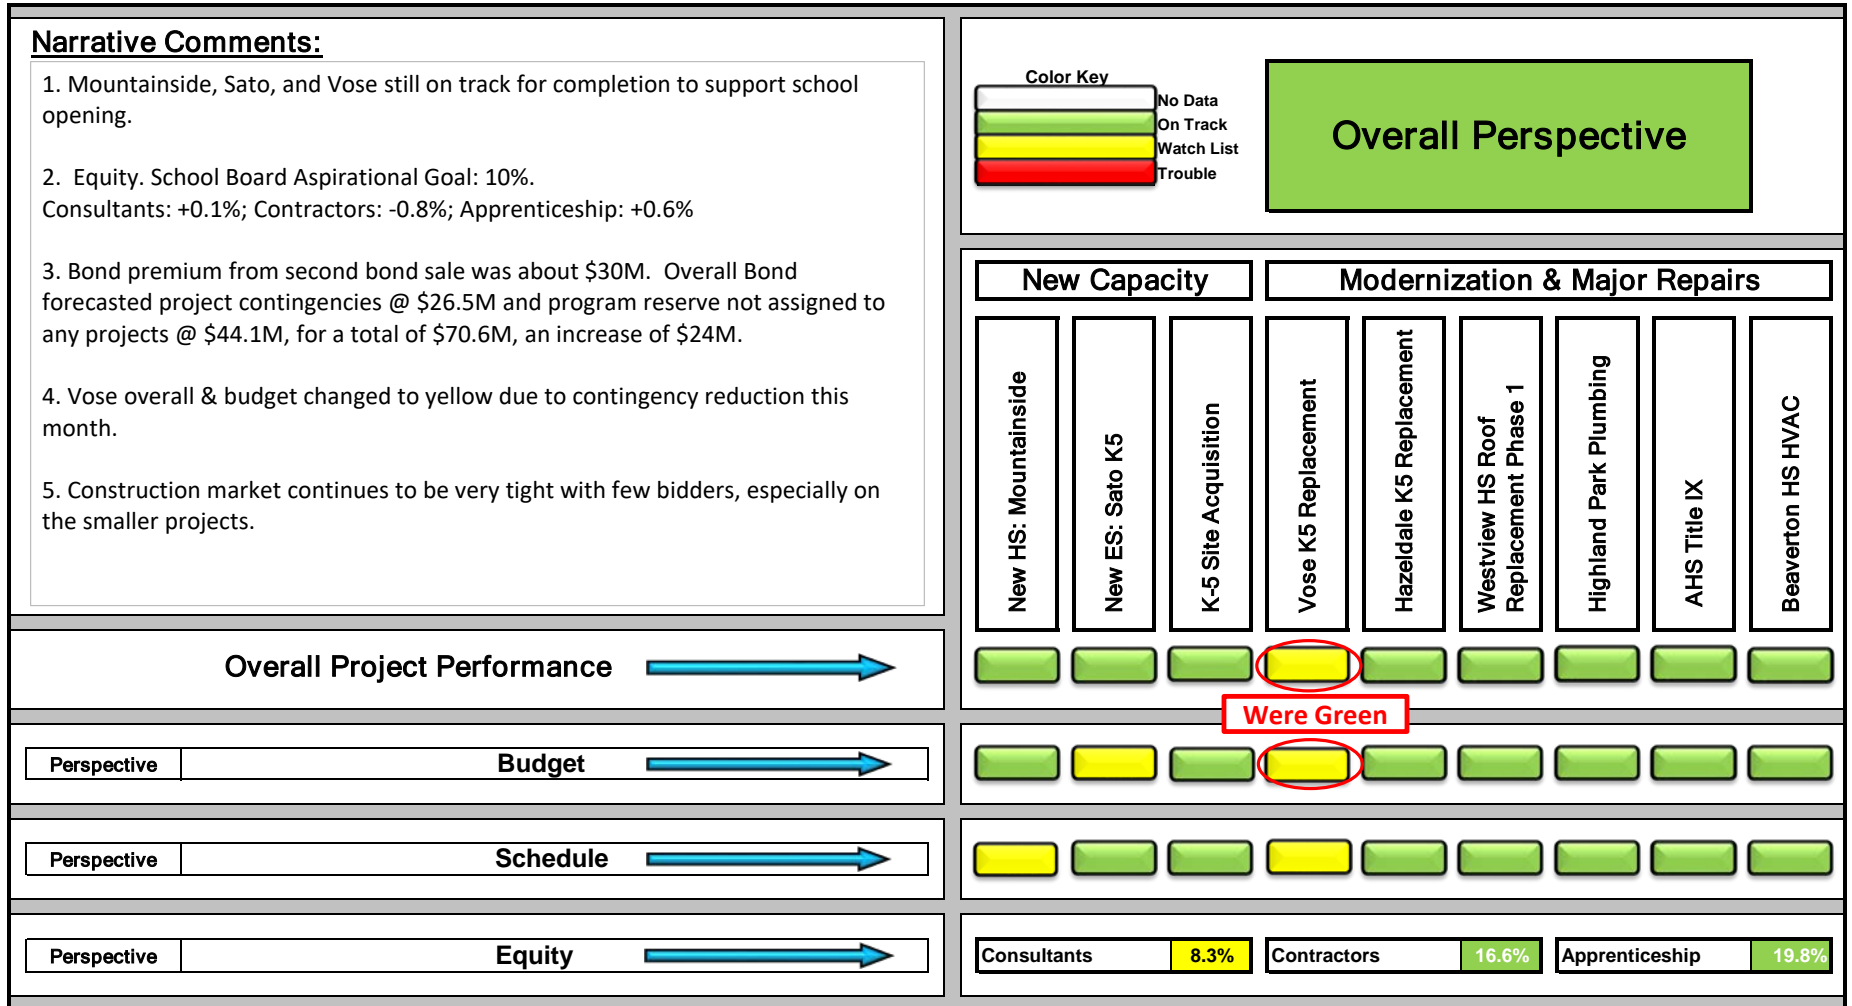 Narrative Comments:
1. Mountainside, Sato, and Vose still on track for completion to support school
opening.
2.  Equity. School Board Aspirational Goal: 10%.
Consultants: +0.1%; Contractors: -0.8%; Apprenticeship: +0.6%
3. Bond premium from second bond sale was about $30M.  Overall Bond
forecasted project contingencies @ $26.5M and program reserve not assigned to
any projects @ $44.1M, for a total of $70.6M, an increase of $24M.
4. Vose overall & budget changed to yellow due to contingency reduction this
month.
5. Construction market continues to be very tight with few bidders, especially on
the smaller projects.
Color Key
No Data
On Track
Watch List
Trouble
Overall Perspective
New Capacity
Modernization & Major Repairs
New HS: Mountainside
New ES: Sato K5
K-5 Site Acquisition
Vose K5 Replacement
Hazeldale K5 Replacement
Westview HS Roof
Replacement Phase 1
Highland Park Plumbing
AHS Title IX
Beaverton HS HVAC
Overall Project Performance
Were Green
Perspective
Budget
Perspective
Schedule
Perspective
Equity
Consultants 8.3%
Contractors 16.6%
Apprenticeship 19.8%